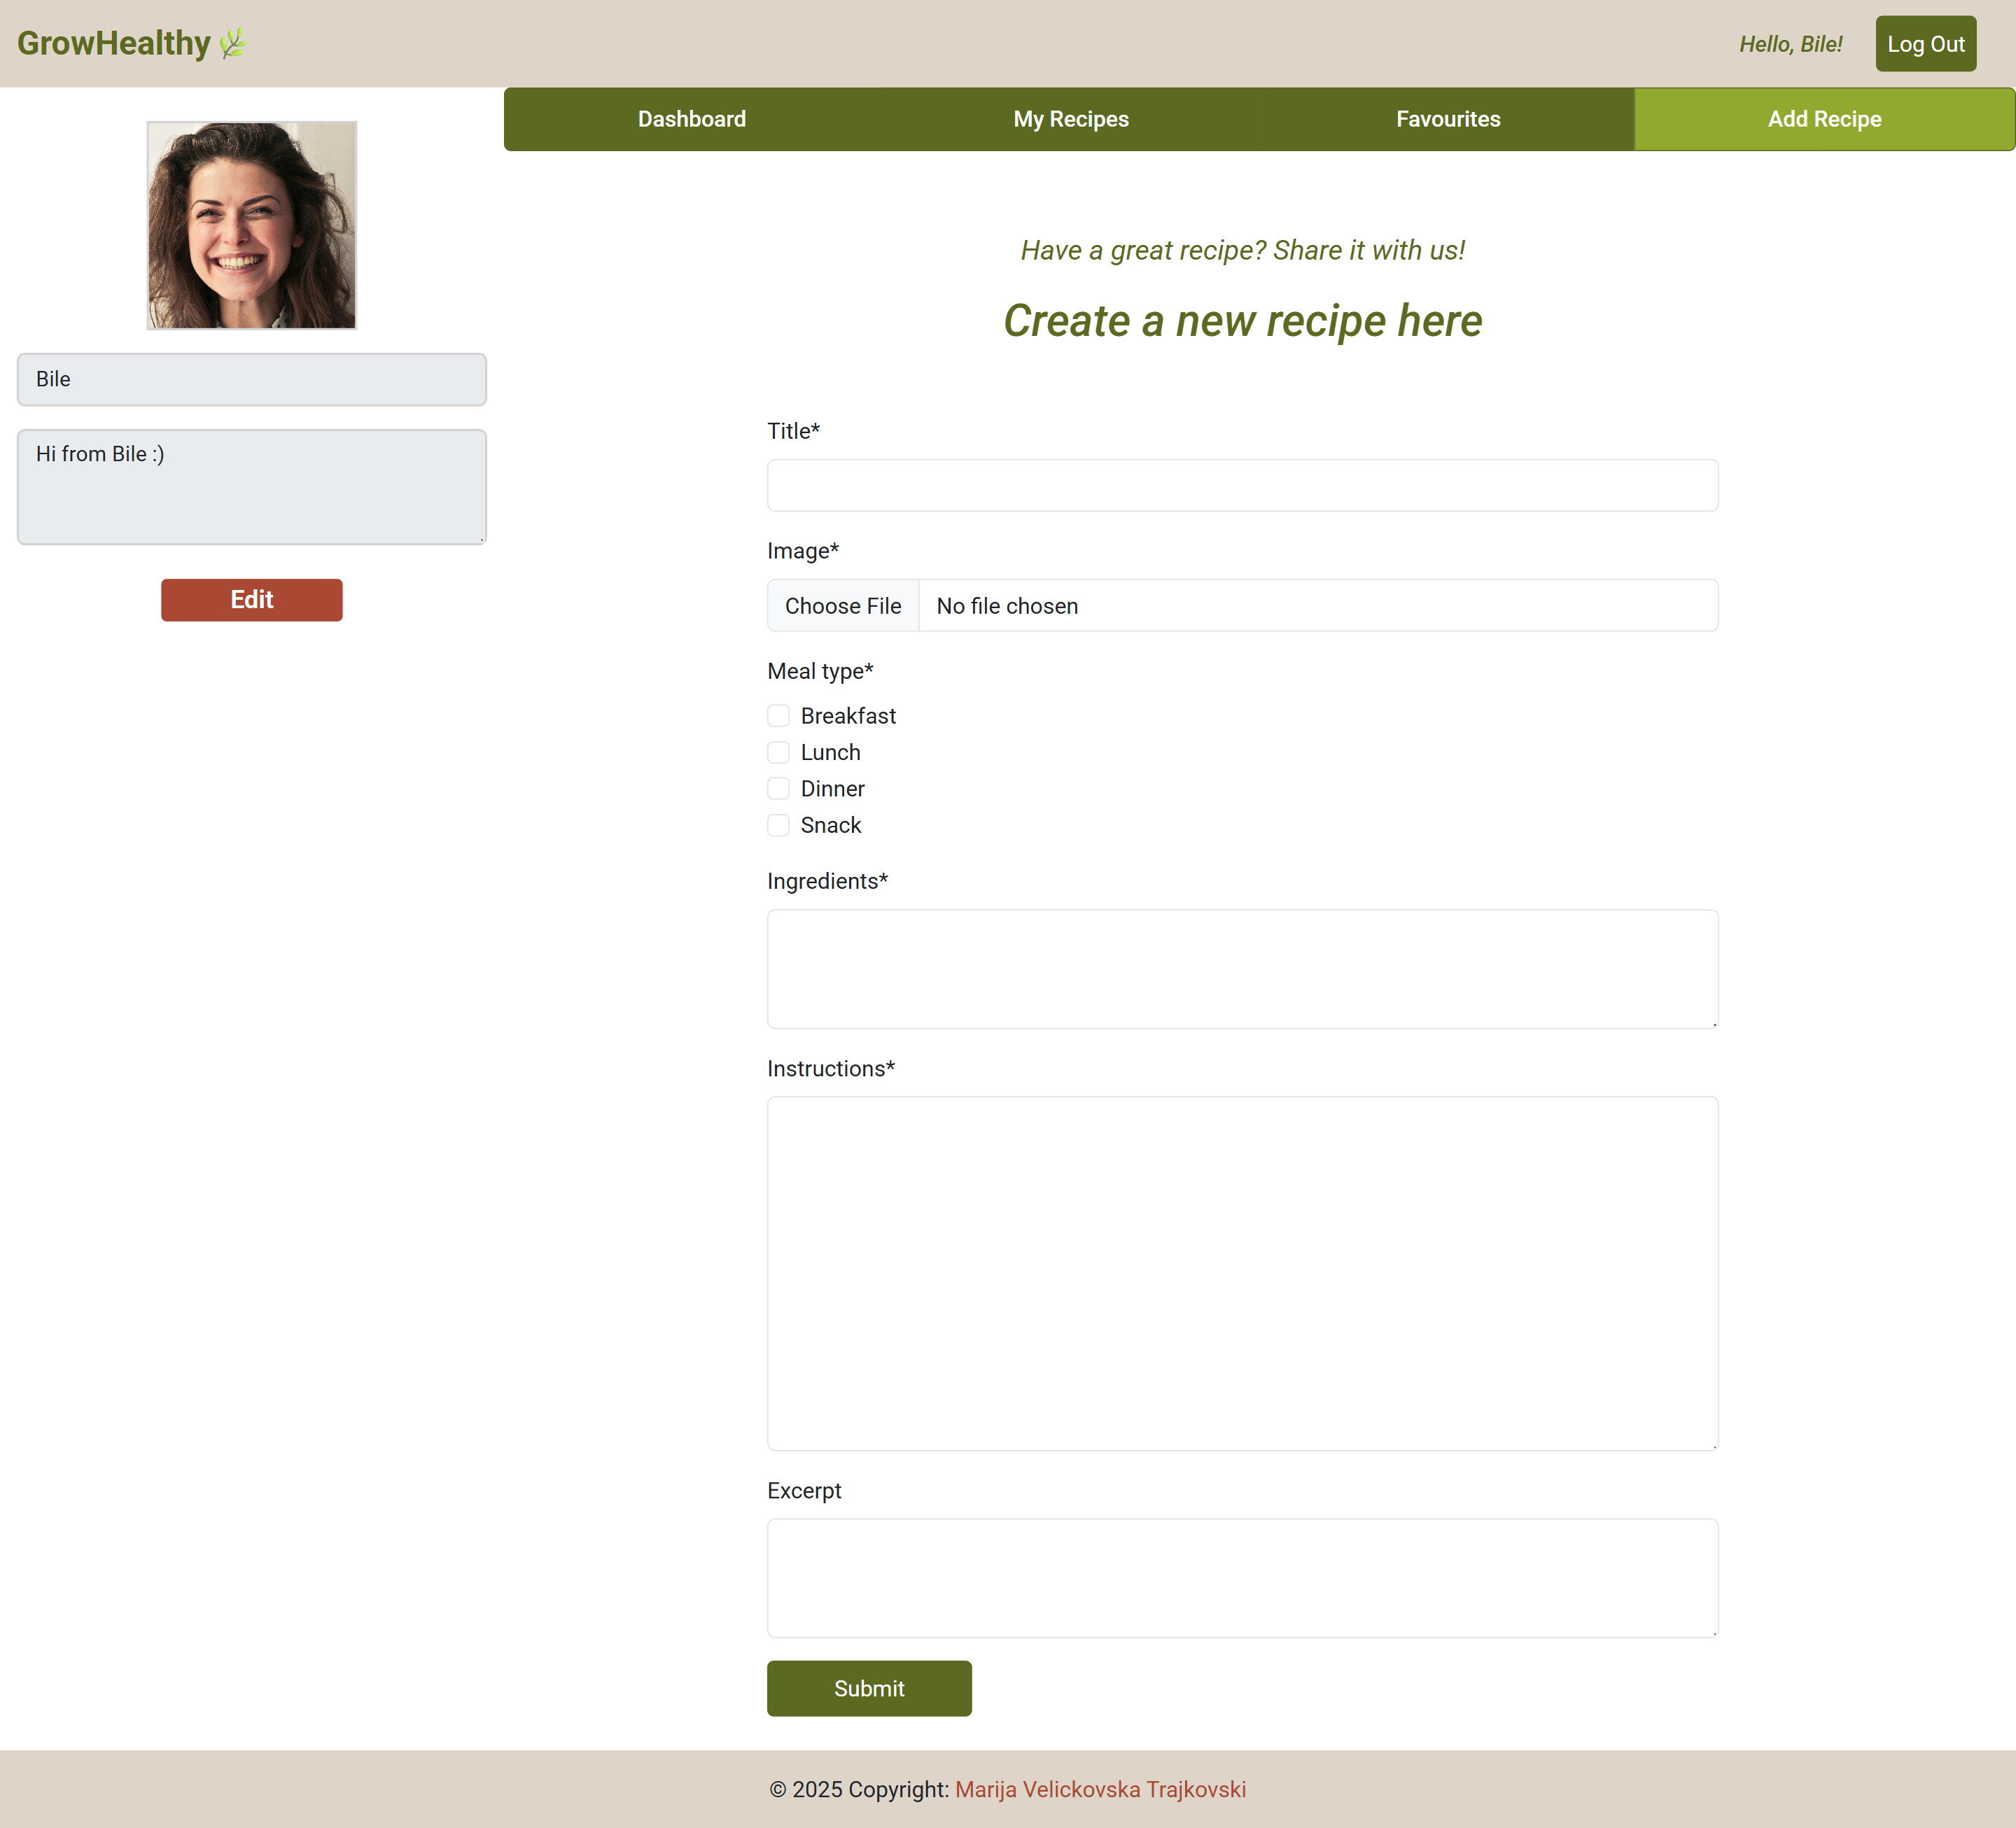 GrowHealthy
Hello, Bile!
Log Out
Dashboard
My Recipes
Favourites
Add Recipe
Bile
Hi from Bile :)
Edit
Have a great recipe? Share it with us!
Create a new recipe here
Title*
Image*
Choose File No file chosen
Meal type*
Breakfast
Lunch
Dinner
Snack
Ingredients*
Instructions*
Excerpt
Submit
© 2025 Copyright: Marija Velickovska Trajkovski